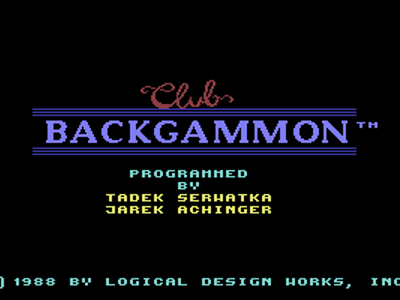 Club
BACKGAMMON™
PROGRAMMED
BY
TADEK SERWATKA
JAREK ACHINGER
) 1988 BY LOGICAL DESIGN WORKS, INC